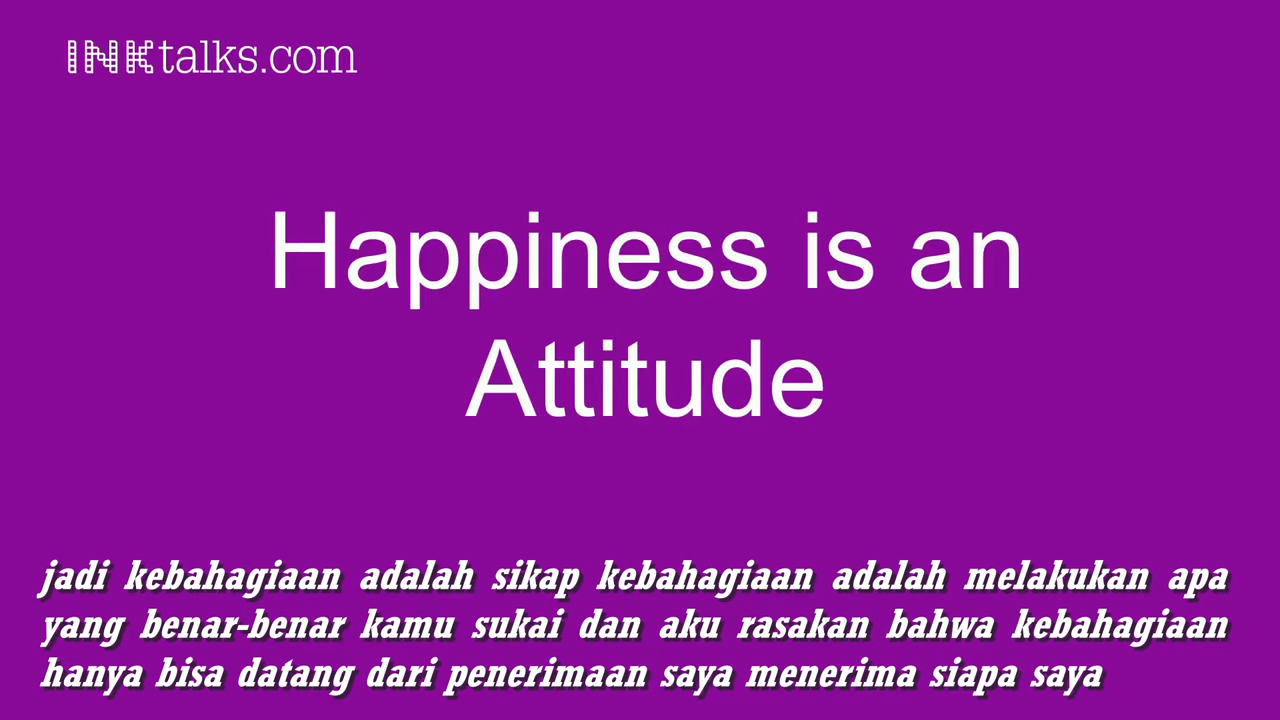 INKtalks.com
Happiness is an
Attitude
jadi kebahagiaan adalah sikap kebahagiaan adalah melakukan apa
yang benar-benar kamu sukai dan aku rasakan bahwa kebahagiaan
hanya bisa datang dari penerimaan saya menerima siapa saya